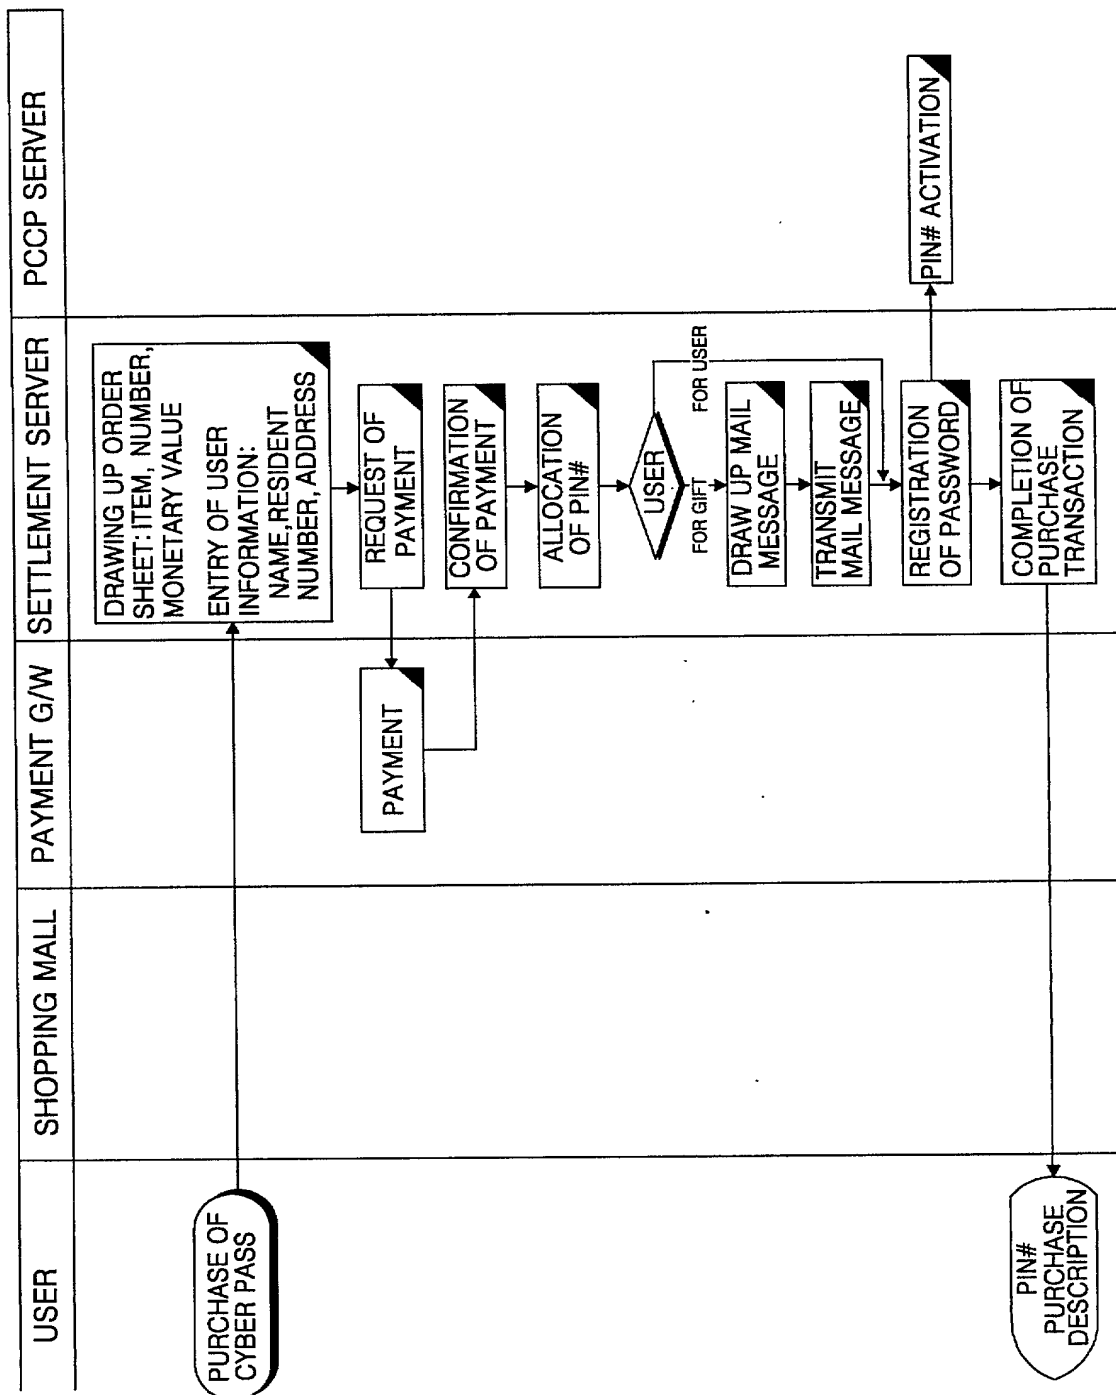 USER
SHOPPING MALL
PAYMENT G/W
SETTLEMENT SERVER
PCCP SERVER
PURCHASE OF
CYBER PASS
DRAWING UP ORDER
SHEET: ITEM, NUMBER,
MONETARY VALUE
ENTRY OF USER
INFORMATION:
NAME,RESIDENT
NUMBER, ADDRESS
REQUEST OF
PAYMENT
PAYMENT
CONFIRMATION
OF PAYMENT
ALLOCATION
OF PIN#
USER
FOR GIFT
FOR USER
DRAW UP MAIL
MESSAGE
TRANSMIT
MAIL MESSAGE
REGISTRATION
OF PASSWORD
PIN# ACTIVATION
COMPLETION OF
PURCHASE
TRANSACTION
PIN#
PURCHASE
DESCRIPTION